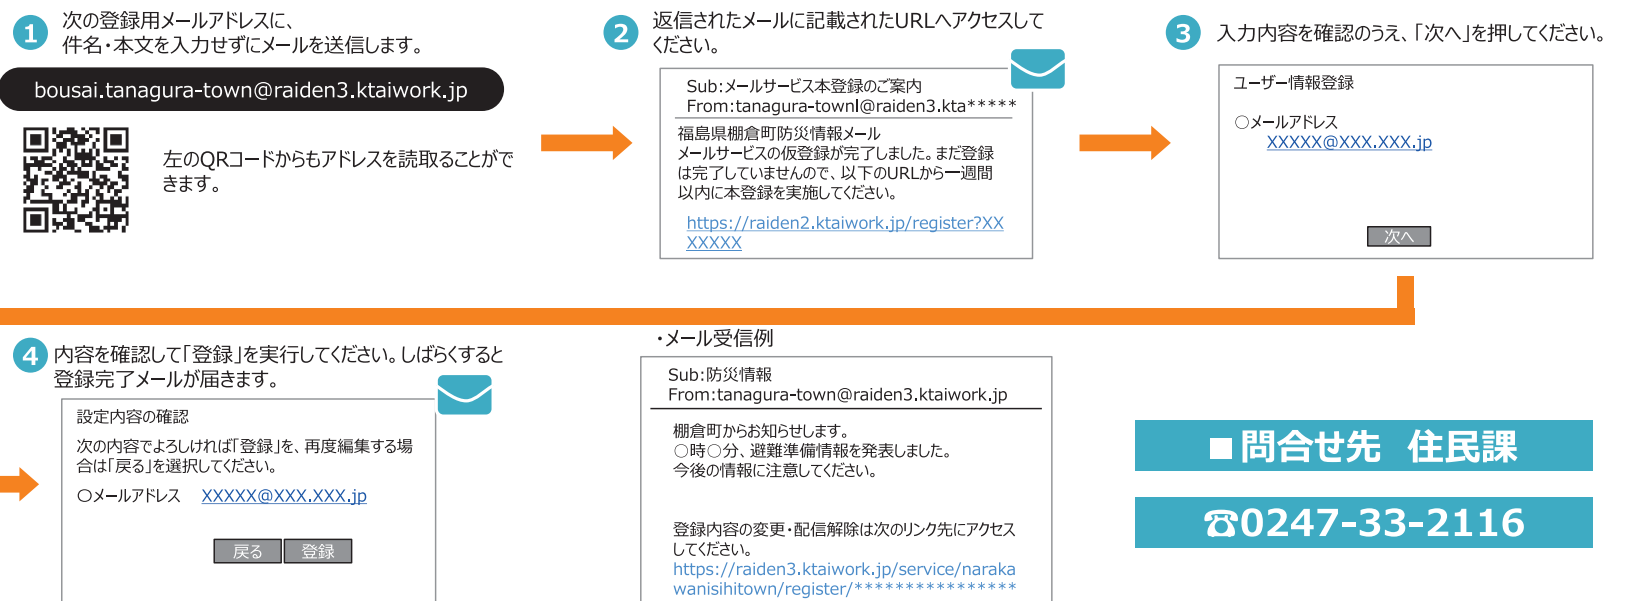 1 次の登録用メールアドレスに、
件名・本文を入力せずにメールを送信します。
bousai.tanagura-town@raiden3.ktaiwork.jp
左のQRコードからもアドレスを読取ることがで
きます。
2 返信されたメールに記載されたURLへアクセスして
ください。
Sub:メールサービス本登録のご案内
From:tanagura-townl@raiden3.kta*****
福島県棚倉町防災情報メール
メールサービスの仮登録が完了しました。まだ登録
は完了していませんので、以下のURLから一週間
以内に本登録を実施してください。
https://raiden2.ktaiwork.jp/register?XX
XXXXX
3 入力内容を確認のうえ、「次へ」を押してください。
ユーザー情報登録
○メールアドレス
XXXXX@XXX.XXX.jp
次へ
4 内容を確認して「登録」を実行してください。しばらくすると
登録完了メールが届きます。
設定内容の確認
次の内容でよろしければ「登録」を、再度編集する場
合は「戻る」を選択してください。
○メールアドレス XXXXX@XXX.XXX.jp
戻る 登録
・メール受信例
Sub:防災情報
From:tanagura-town@raiden3.ktaiwork.jp
棚倉町からお知らせします。
○時○分、避難準備情報を発表しました。
今後の情報に注意してください。
登録内容の変更・配信解除は次のリンク先にアクセス
してください。
https://raiden3.ktaiwork.jp/service/naraka
wanisihitown/register/****************
■問合せ先 住民課
☎0247-33-2116